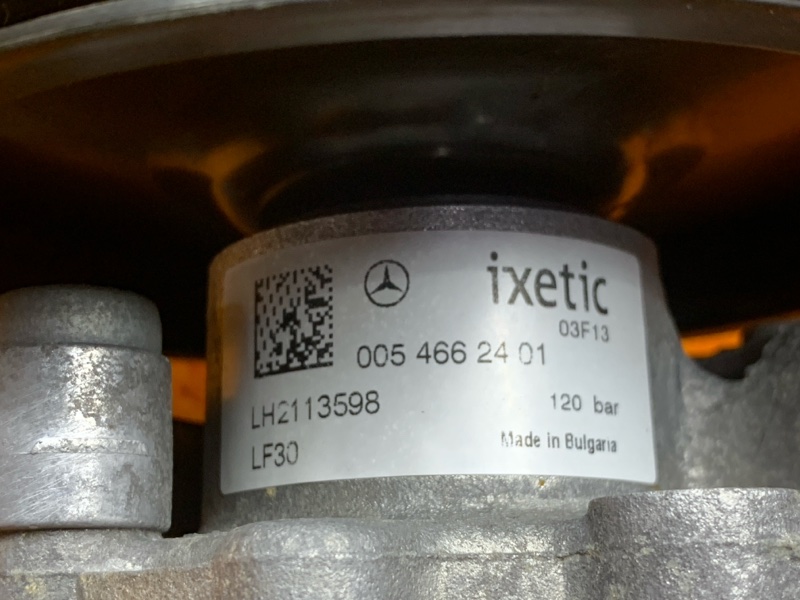 ixetic
03F13
005 466 24 01
LH2113598
120 bar
LF30
Made in Bulgaria